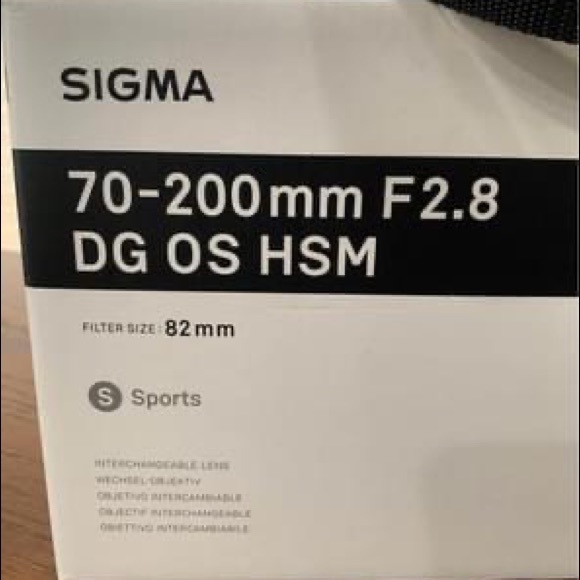 SIGMA
70-200mm F2.8
DG OS HSM
FILTER SIZE: 82mm
S Sports
INTERCHANGEABLE LENS
WECHSEL-OBJEKTIV
OBJETIVO INTERCAMBIABLE
OBJECTIF INTERCHANGEABLE
OBIETTIVO INTERCAMBIABILE